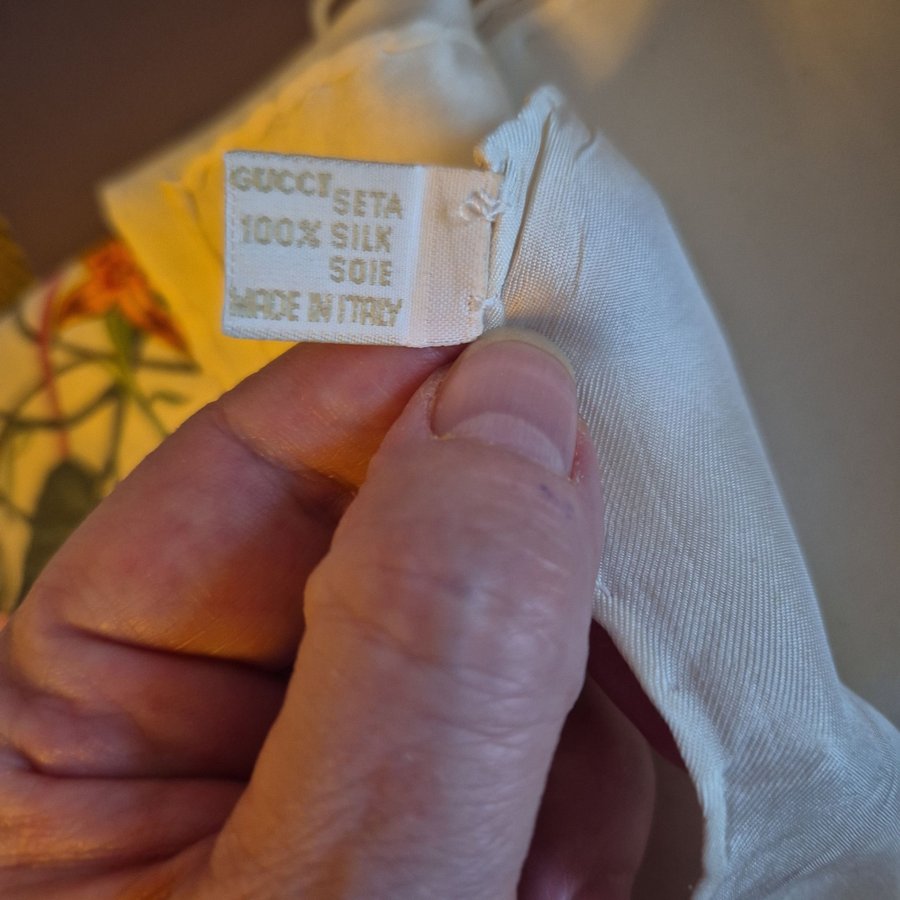 GUCCI
SETA
100% SILK
SOIE
MADE IN ITALY